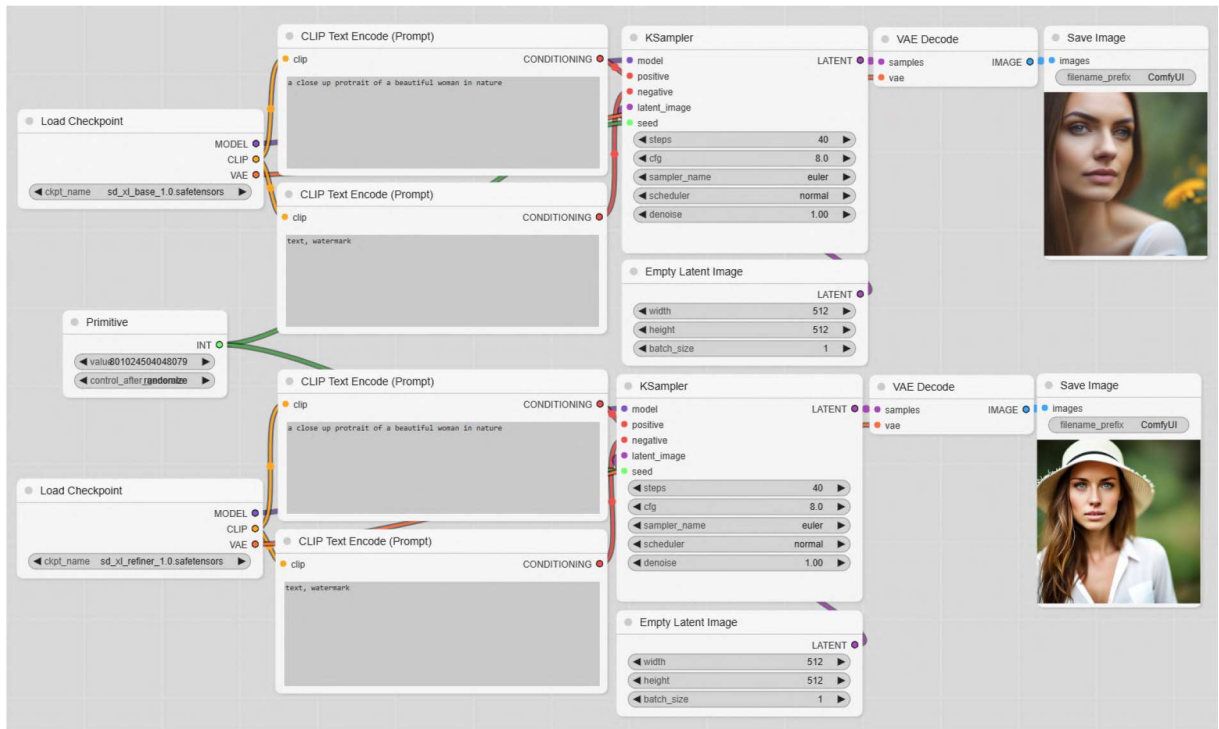 CLIP Text Encode (Prompt)
clip CONDITIONING
a close up protrait of a beautiful woman in nature
KSampler
model LATENT
positive
negative
latent_image
seed
steps 40
cfg 8.0
sampler_name euler
scheduler normal
denoise 1.00
VAE Decode
samples IMAGE
vae
Save Image
images
filename_prefix ComfyUI
Load Checkpoint
MODEL
CLIP
VAE
ckpt_name sd_xl_base_1.0.safetensors
CLIP Text Encode (Prompt)
clip CONDITIONING
text, watermark
Empty Latent Image
LATENT
width 512
height 512
batch_size 1
Primitive
INT
801024504048079
control_after_ randomize
CLIP Text Encode (Prompt)
clip CONDITIONING
a close up protrait of a beautiful woman in nature
KSampler
model LATENT
positive
negative
latent_image
seed
steps 40
cfg 8.0
sampler_name euler
scheduler normal
denoise 1.00
VAE Decode
samples IMAGE
vae
Save Image
images
filename_prefix ComfyUI
Load Checkpoint
MODEL
CLIP
VAE
ckpt_name sd_xl_refiner_1.0.safetensors
CLIP Text Encode (Prompt)
clip CONDITIONING
text, watermark
Empty Latent Image
LATENT
width 512
height 512
batch_size 1